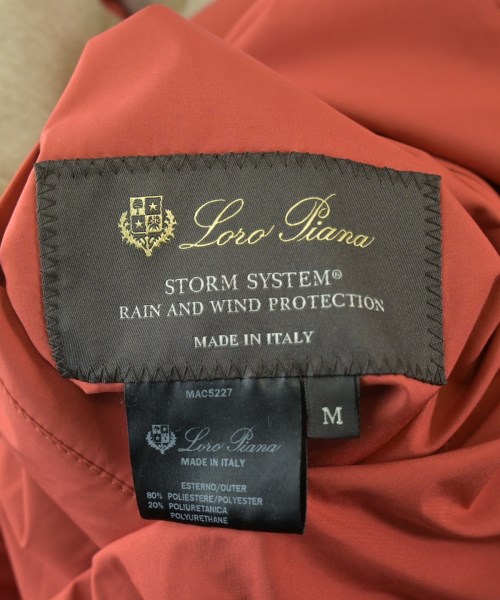 Loro Piana
STORM SYSTEM®
RAIN AND WIND PROTECTION
MADE IN ITALY
MAC5227
M
Loro Piana
MADE IN ITALY
ESTERNO/OUTER
80% POLIESTERE/POLYESTER
20% POLIURETANICA
POLYURETHANE